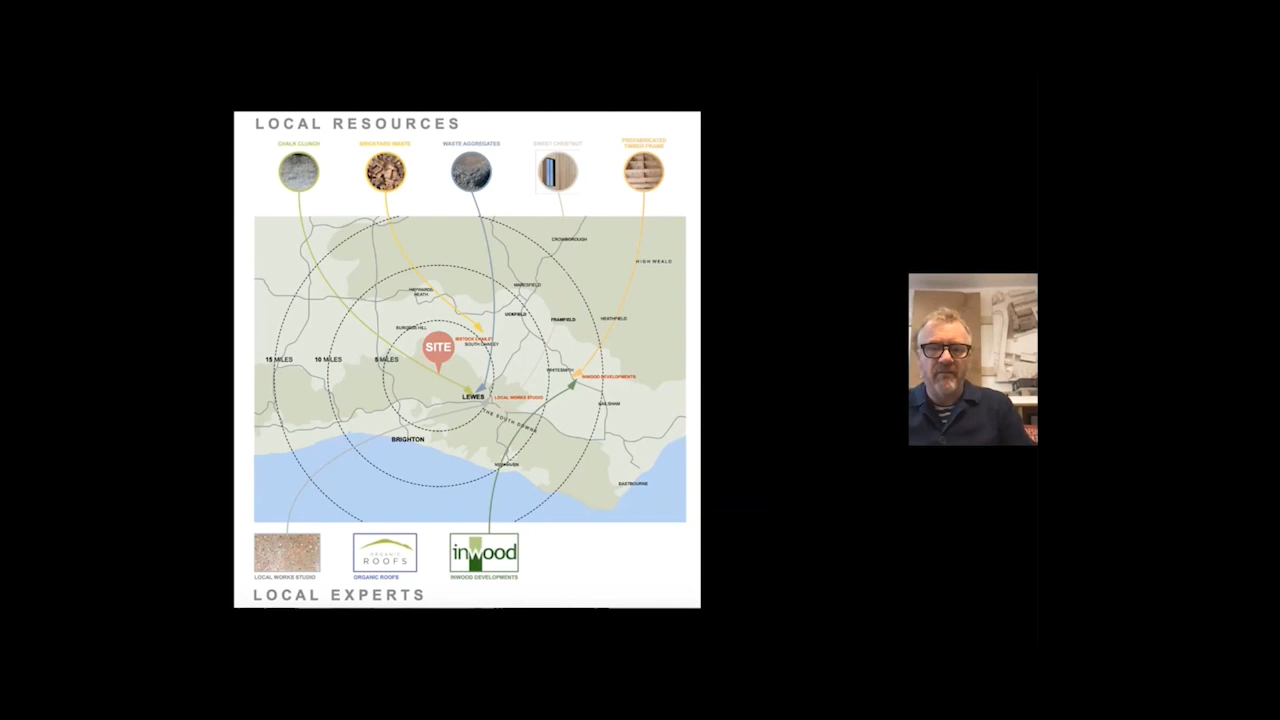 LOCAL RESOURCES
CHALK CLUNCH
BRICKYARD WASTE
WASTE AGGREGATES
SWEET CHESTNUT
PREFABRICATED
TIMBER FRAME
CROWBOROUGH
HIGH WEALD
HAYWARDS
HEATH
MARESFIELD
UCKFIELD
FRAMFIELD
HEATHFIELD
BURGESS HILL
SITE
IBSTOCK CHAILEY
SOUTH CHAILEY
15 MILES
10 MILES
5 MILES
WHITESMITH
INWOOD DEVELOPMENTS
LEWES
LOCAL WORKS STUDIO
HAILSHAM
THE SOUTH DOWNS
BRIGHTON
NEWHAVEN
EASTBOURNE
ORGANIC
ROOFS
inwood
LOCAL WORKS STUDIO
ORGANIC ROOFS
INWOOD DEVELOPMENTS
LOCAL EXPERTS